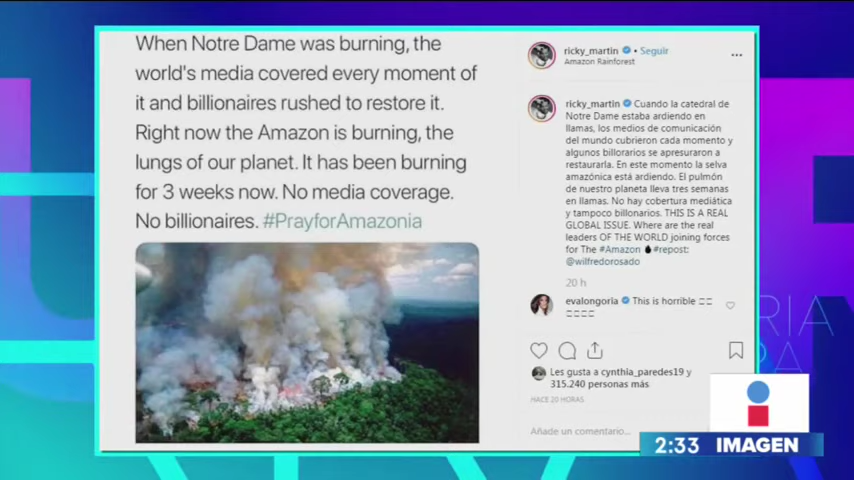 When Notre Dame was burning, the
world's media covered every moment of
it and billionaires rushed to restore it.
Right now the Amazon is burning, the
lungs of our planet. It has been burning
for 3 weeks now. No media coverage.
No billionaires. #PrayforAmazonia
ricky_martin • Seguir
Amazon Rainforest
ricky_martin Cuando la catedral de
Notre Dame estaba ardiendo en
llamas, los medios de comunicación
del mundo cubrieron cada momento y
algunos billorarios se apresuraron a
restaurarla. En este momento la selva
amazónica está ardiendo. El pulmón
de nuestro planeta lleva tres semanas
en llamas. No hay cobertura mediática
y tampoco billonarios. THIS IS A REAL
GLOBAL ISSUE. Where are the real
leaders OF THE WORLD joining forces
for The #Amazon #repost:
@wilfredorosado
20 h
evalongoria This is horrible
Les gusta a cynthia_paredes19 y
315.240 personas más
HACE 20 HORAS
Añade un comentario...
2:33 IMAGEN